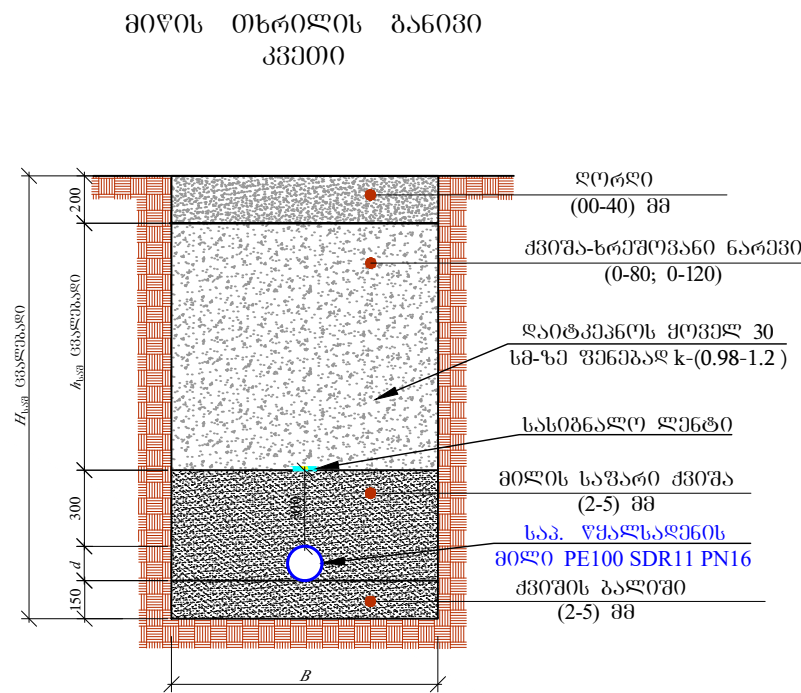 მიწის თხრილის განივი
კვეთი
ღორღი
(00-40) მმ
ქვიშა-ხრეშოვანი ნარევი
(0-80; 0-120)
დაიტკეპნოს ყოველ 30
სმ-ზე ფენებად k-(0.98-1.2 )
სასიგნალო ლენტი
მილის საფარი ქვიშა
(2-5) მმ
საპ. წყალსადენის
მილი PE100 SDR11 PN16
ქვიშის ბალიში
(2-5) მმ
200
hსაშ ცვალებადი
Hსაშ ცვალებადი
300
300
d
150
B